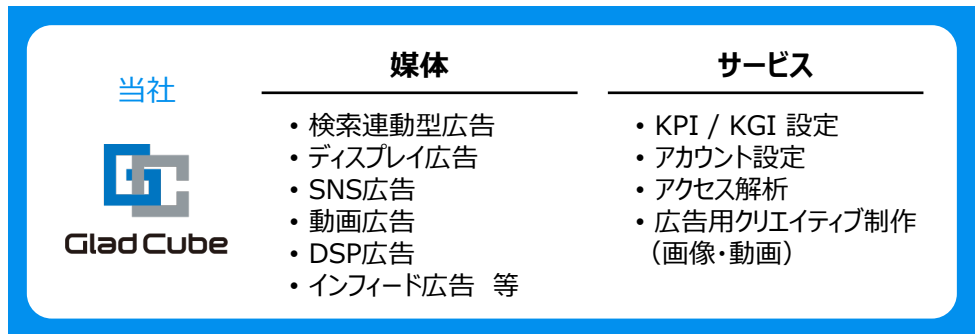 当社
GC
Glad Cube
媒体
• 検索連動型広告
• ディスプレイ広告
• SNS広告
• 動画広告
• DSP広告
• インフィード広告 等
サービス
• KPI / KGI 設定
• アカウント設定
• アクセス解析
• 広告用クリエイティブ制作
（画像・動画）